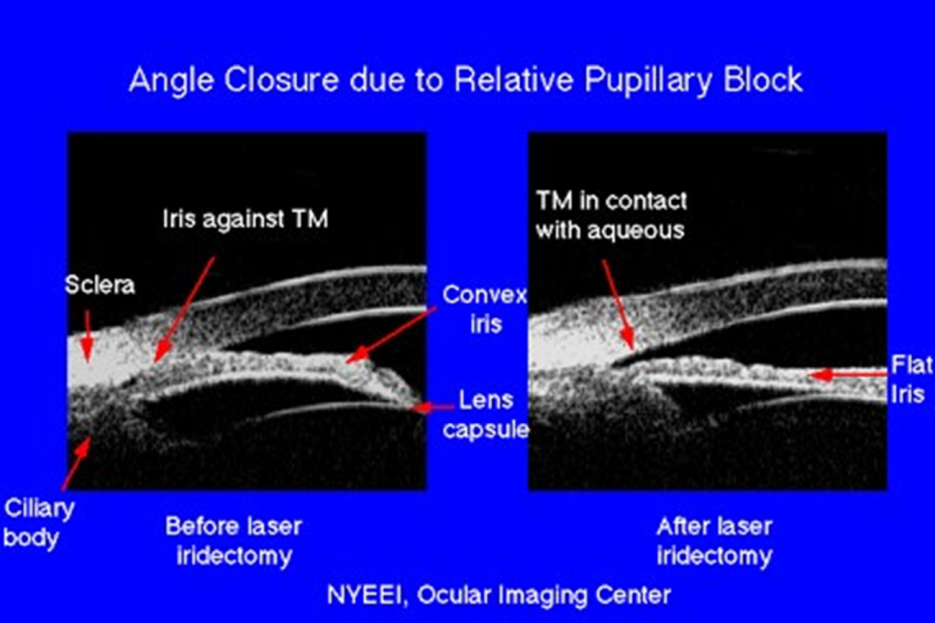 Angle Closure due to Relative Pupillary Block
Iris against TM
Sclera
Convex
iris
Lens
capsule
Ciliary
body
Before laser
iridectomy
TM in contact
with aqueous
Flat
Iris
After laser
iridectomy
NYEEI, Ocular Imaging Center